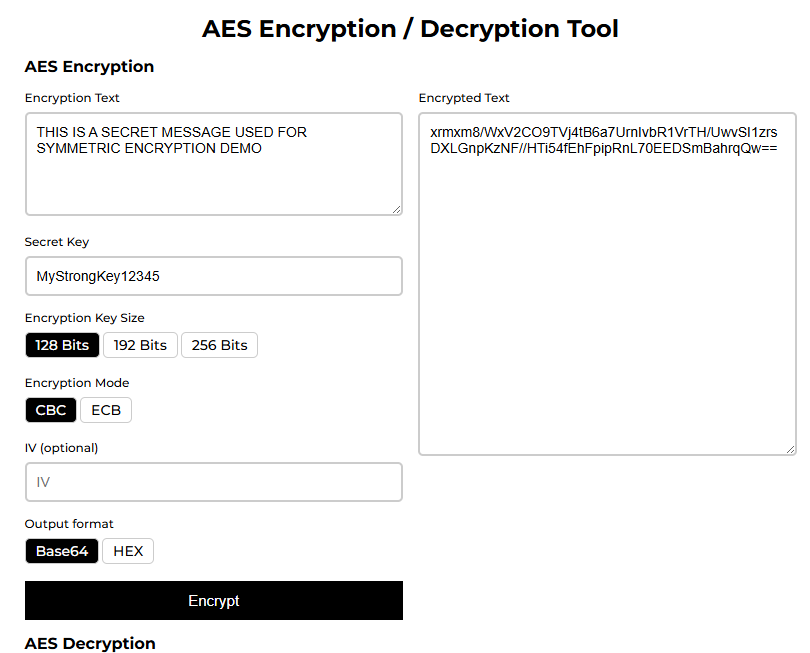 AES Encryption / Decryption Tool
AES Encryption
Encryption Text
THIS IS A SECRET MESSAGE USED FOR
SYMMETRIC ENCRYPTION DEMO
Secret Key
MyStrongKey12345
Encryption Key Size
128 Bits 192 Bits 256 Bits
Encryption Mode
CBC ECB
IV (optional)
IV
Output format
Base64 HEX
Encrypt
Encrypted Text
xrmxm8/WxV2CO9TVj4tB6a7UrnIvbR1VrTH/UwvSI1zrs
DXLGnpKzNF//HTi54fEhFpipRnL70EEDSmBahrqQw==
AES Decryption